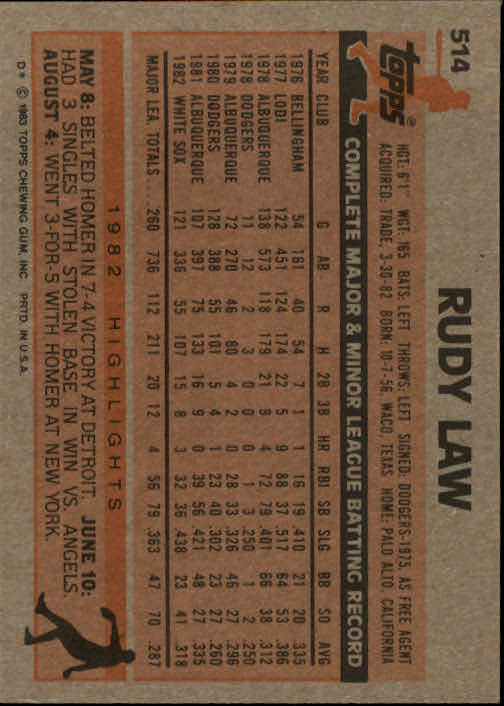 514
RUDY LAW
topps®
HGT: 6'1" WGT: 165 BATS: LEFT THROWS: LEFT SIGNED: DODGERS-1975, AS FREE AGENT
ACQUIRED: TRADE, 3-30-82 BORN: 10-7-56, WACO, TEXAS HOME: PALO ALTO, CALIFORNIA
COMPLETE MAJOR & MINOR LEAGUE BATTING RECORD
YEAR CLUB G AB R H 2B 3B HR RBI SB SLG BB SO AVG
1976 BELLINGHAM 54 161 40 54 7 1 1 16 19 .410 21 20 .335
1977 LODI 122 451 124 174 22 5 9 88 37 .517 64 53 .386
1978 ALBUQUERQUE 138 573 118 179 21 9 4 72 79 .401 66 38 .312
1978 DODGERS 11 12 2 3 0 0 0 1 3 .250 1 2 .250
1979 ALBUQUERQUE 72 270 46 80 4 2 0 28 33 .326 46 27 .296
1980 DODGERS 128 388 55 101 5 4 1 23 40 .302 23 27 .260
1981 ALBUQUERQUE 107 397 75 133 16 9 0 39 56 .421 48 27 .335
1982 WHITE SOX 121 336 55 107 15 8 3 32 36 .438 23 41 .318
MAJOR LEA. TOTALS... 260 736 112 211 20 12 4 56 79 .363 47 70 .287
1982 HIGHLIGHTS
MAY 8: BELTED HOMER IN 7-4 VICTORY AT DETROIT. JUNE 10:
HAD 3 SINGLES WITH STOLEN BASE IN WIN VS. ANGELS.
AUGUST 4: WENT 3-FOR-5 WITH HOMER AT NEW YORK.
D* © 1983 TOPPS CHEWING GUM, INC. PRTD. IN U.S.A.